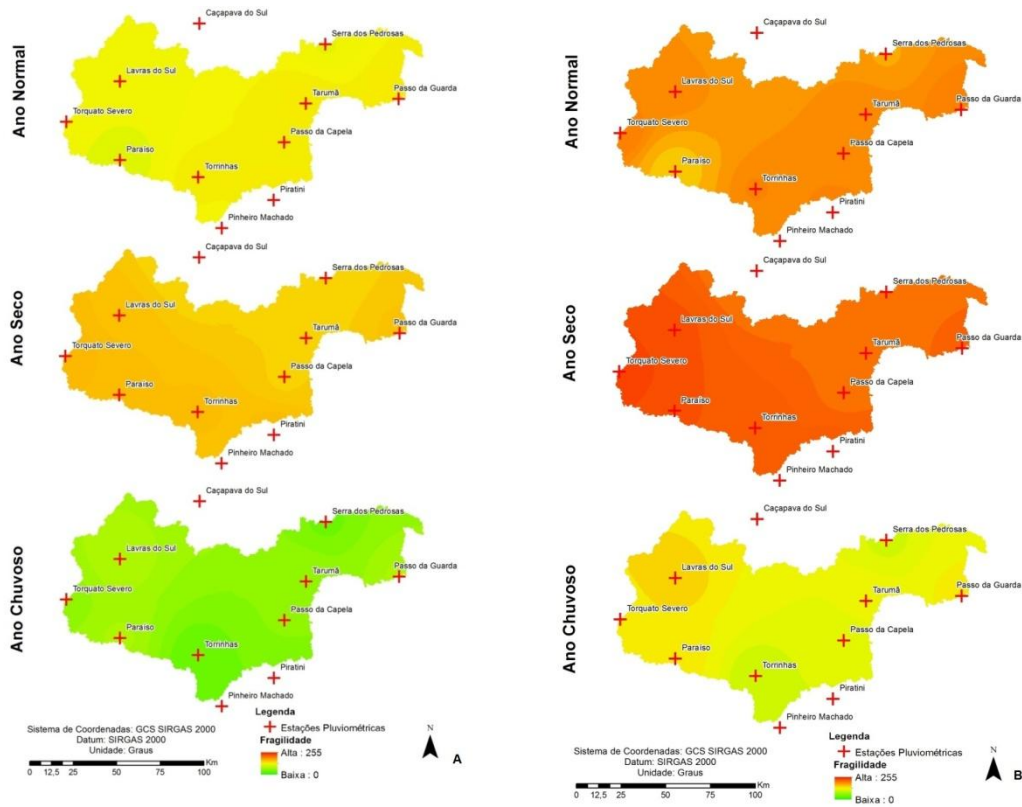 Ano Normal
Caçapava do Sul
Serra dos Pedrosas
Lavras do Sul
Passo da Guarda
Tarumã
Torquato Severo
Passo da Capela
Paraíso
Torrinhas
Piratini
Pinheiro Machado
Ano Seco
Caçapava do Sul
Serra dos Pedrosas
Lavras do Sul
Passo da Guarda
Tarumã
Torquato Severo
Passo da Capela
Paraíso
Torrinhas
Piratini
Pinheiro Machado
Ano Chuvoso
Caçapava do Sul
Serra dos Pedrosas
Lavras do Sul
Passo da Guarda
Tarumã
Torquato Severo
Passo da Capela
Paraíso
Torrinhas
Piratini
Pinheiro Machado
Sistema de Coordenadas: GCS SIRGAS 2000
Datum: SIRGAS 2000
Unidade: Graus
0 12,5 25 50 75 100 Km
Legenda
Estações Pluviométricas
Fragilidade
Alta : 255
Baixa : 0
N
A
Ano Normal
Caçapava do Sul
Serra dos Pedrosas
Lavras do Sul
Passo da Guarda
Tarumã
Torquato Severo
Passo da Capela
Paraíso
Torrinhas
Piratini
Pinheiro Machado
Ano Seco
Caçapava do Sul
Serra dos Pedrosas
Lavras do Sul
Passo da Guarda
Tarumã
Torquato Severo
Passo da Capela
Paraíso
Torrinhas
Piratini
Pinheiro Machado
Ano Chuvoso
Caçapava do Sul
Serra dos Pedrosas
Lavras do Sul
Passo da Guarda
Tarumã
Torquato Severo
Passo da Capela
Paraíso
Torrinhas
Piratini
Pinheiro Machado
Sistema de Coordenadas: GCS SIRGAS 2000
Datum: SIRGAS 2000
Unidade: Graus
0 12,5 25 50 75 100 Km
Legenda
Estações Pluviométricas
Fragilidade
Alta : 255
Baixa : 0
N
B